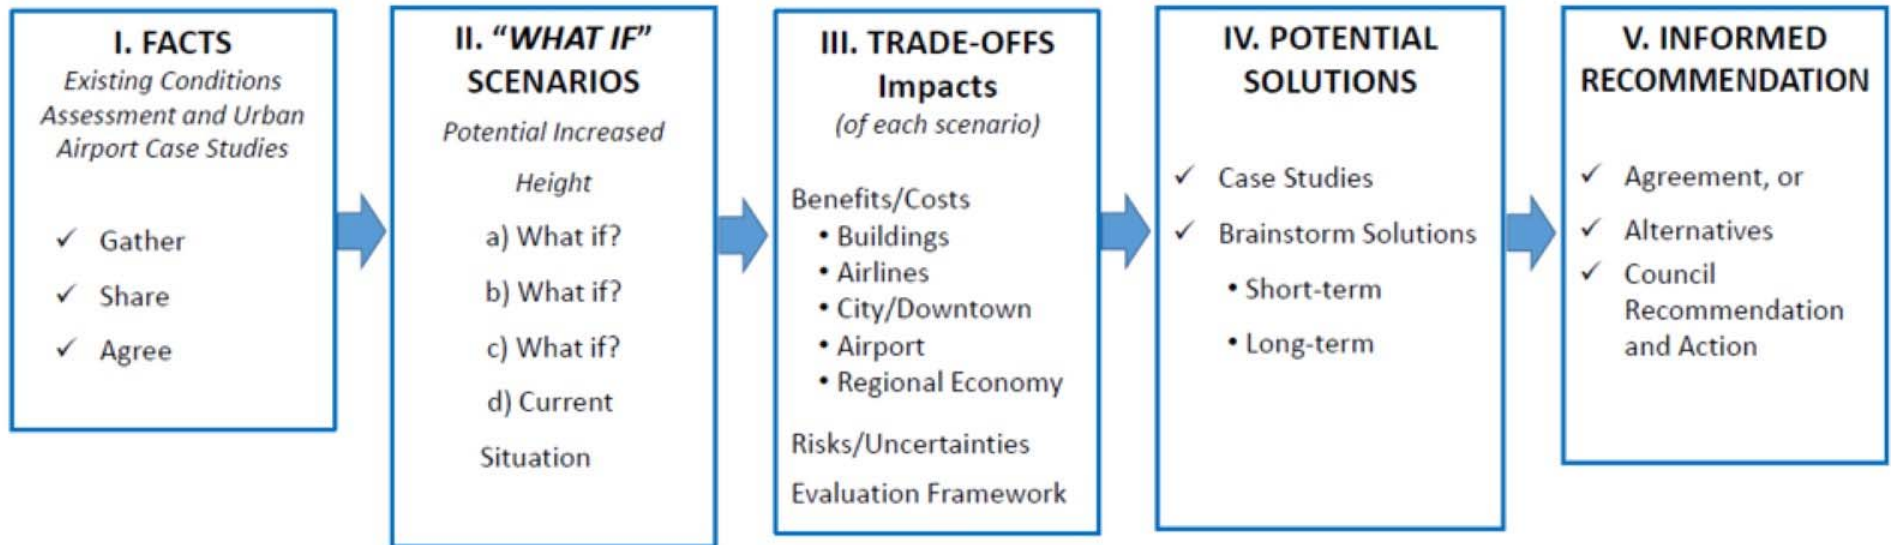 I. FACTS
Existing Conditions
Assessment and Urban
Airport Case Studies
✓ Gather
✓ Share
✓ Agree
II. “WHAT IF”
SCENARIOS
Potential Increased
Height
a) What if?
b) What if?
c) What if?
d) Current
Situation
III. TRADE-OFFS
Impacts
(of each scenario)
Benefits/Costs
• Buildings
• Airlines
• City/Downtown
• Airport
• Regional Economy
Risks/Uncertainties
Evaluation Framework
IV. POTENTIAL
SOLUTIONS
✓ Case Studies
✓ Brainstorm Solutions
• Short-term
• Long-term
V. INFORMED
RECOMMENDATION
✓ Agreement, or
✓ Alternatives
✓ Council
Recommendation
and Action